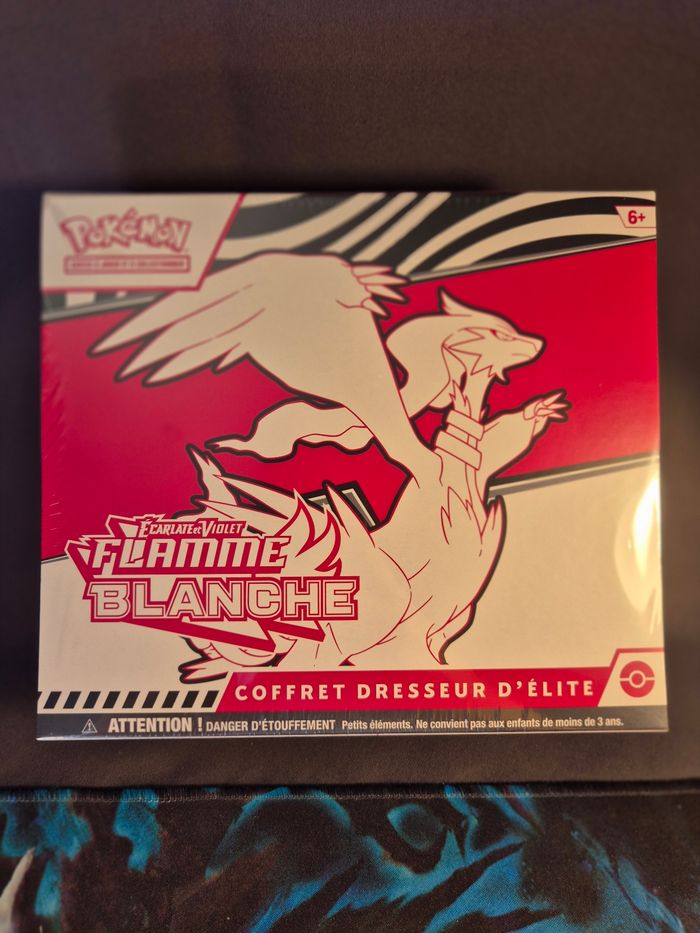 POKéMON
6+
ÉCARLATE et VIOLET
FLAMME
BLANCHE
COFFRET DRESSEUR D'ÉLITE
ATTENTION ! DANGER D'ÉTOUFFEMENT Petits éléments. Ne convient pas aux enfants de moins de 3 ans.